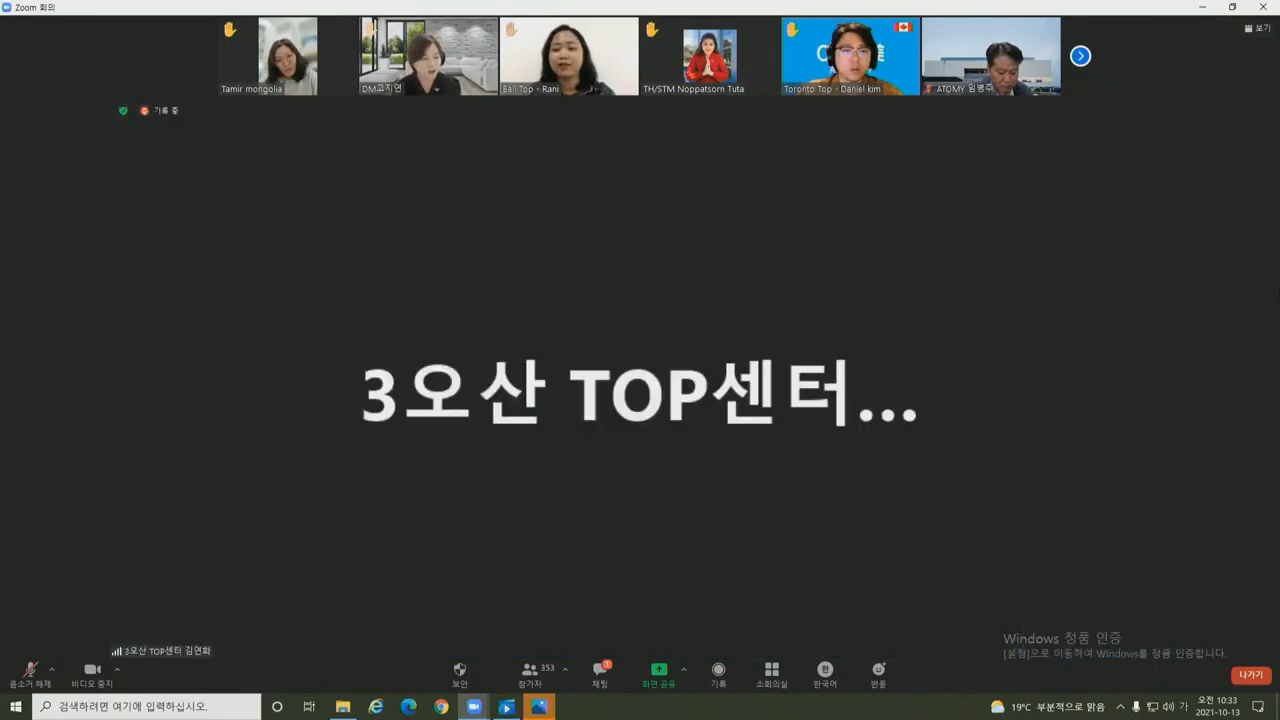 Zoom 회의
보기
Tamir mongolia
DM고지연
Bali Top - Rani
TH/STM Noppatsorn Tuta
Toronto Top - Daniel kim
ATOMY 임병주
기록 중
3오산 TOP센터...
3오산 TOP센터 김연화
Windows 정품 인증
[설정]으로 이동하여 Windows를 정품 인증합니다.
음소거 해제
비디오 중지
보안
353
참가자
1
채팅
화면 공유
기록
소회의실
한
한국어
반응
나가기
검색하려면 여기에 입력하십시오.
19℃ 부분적으로 맑음
가
오전 10:33
2021-10-13